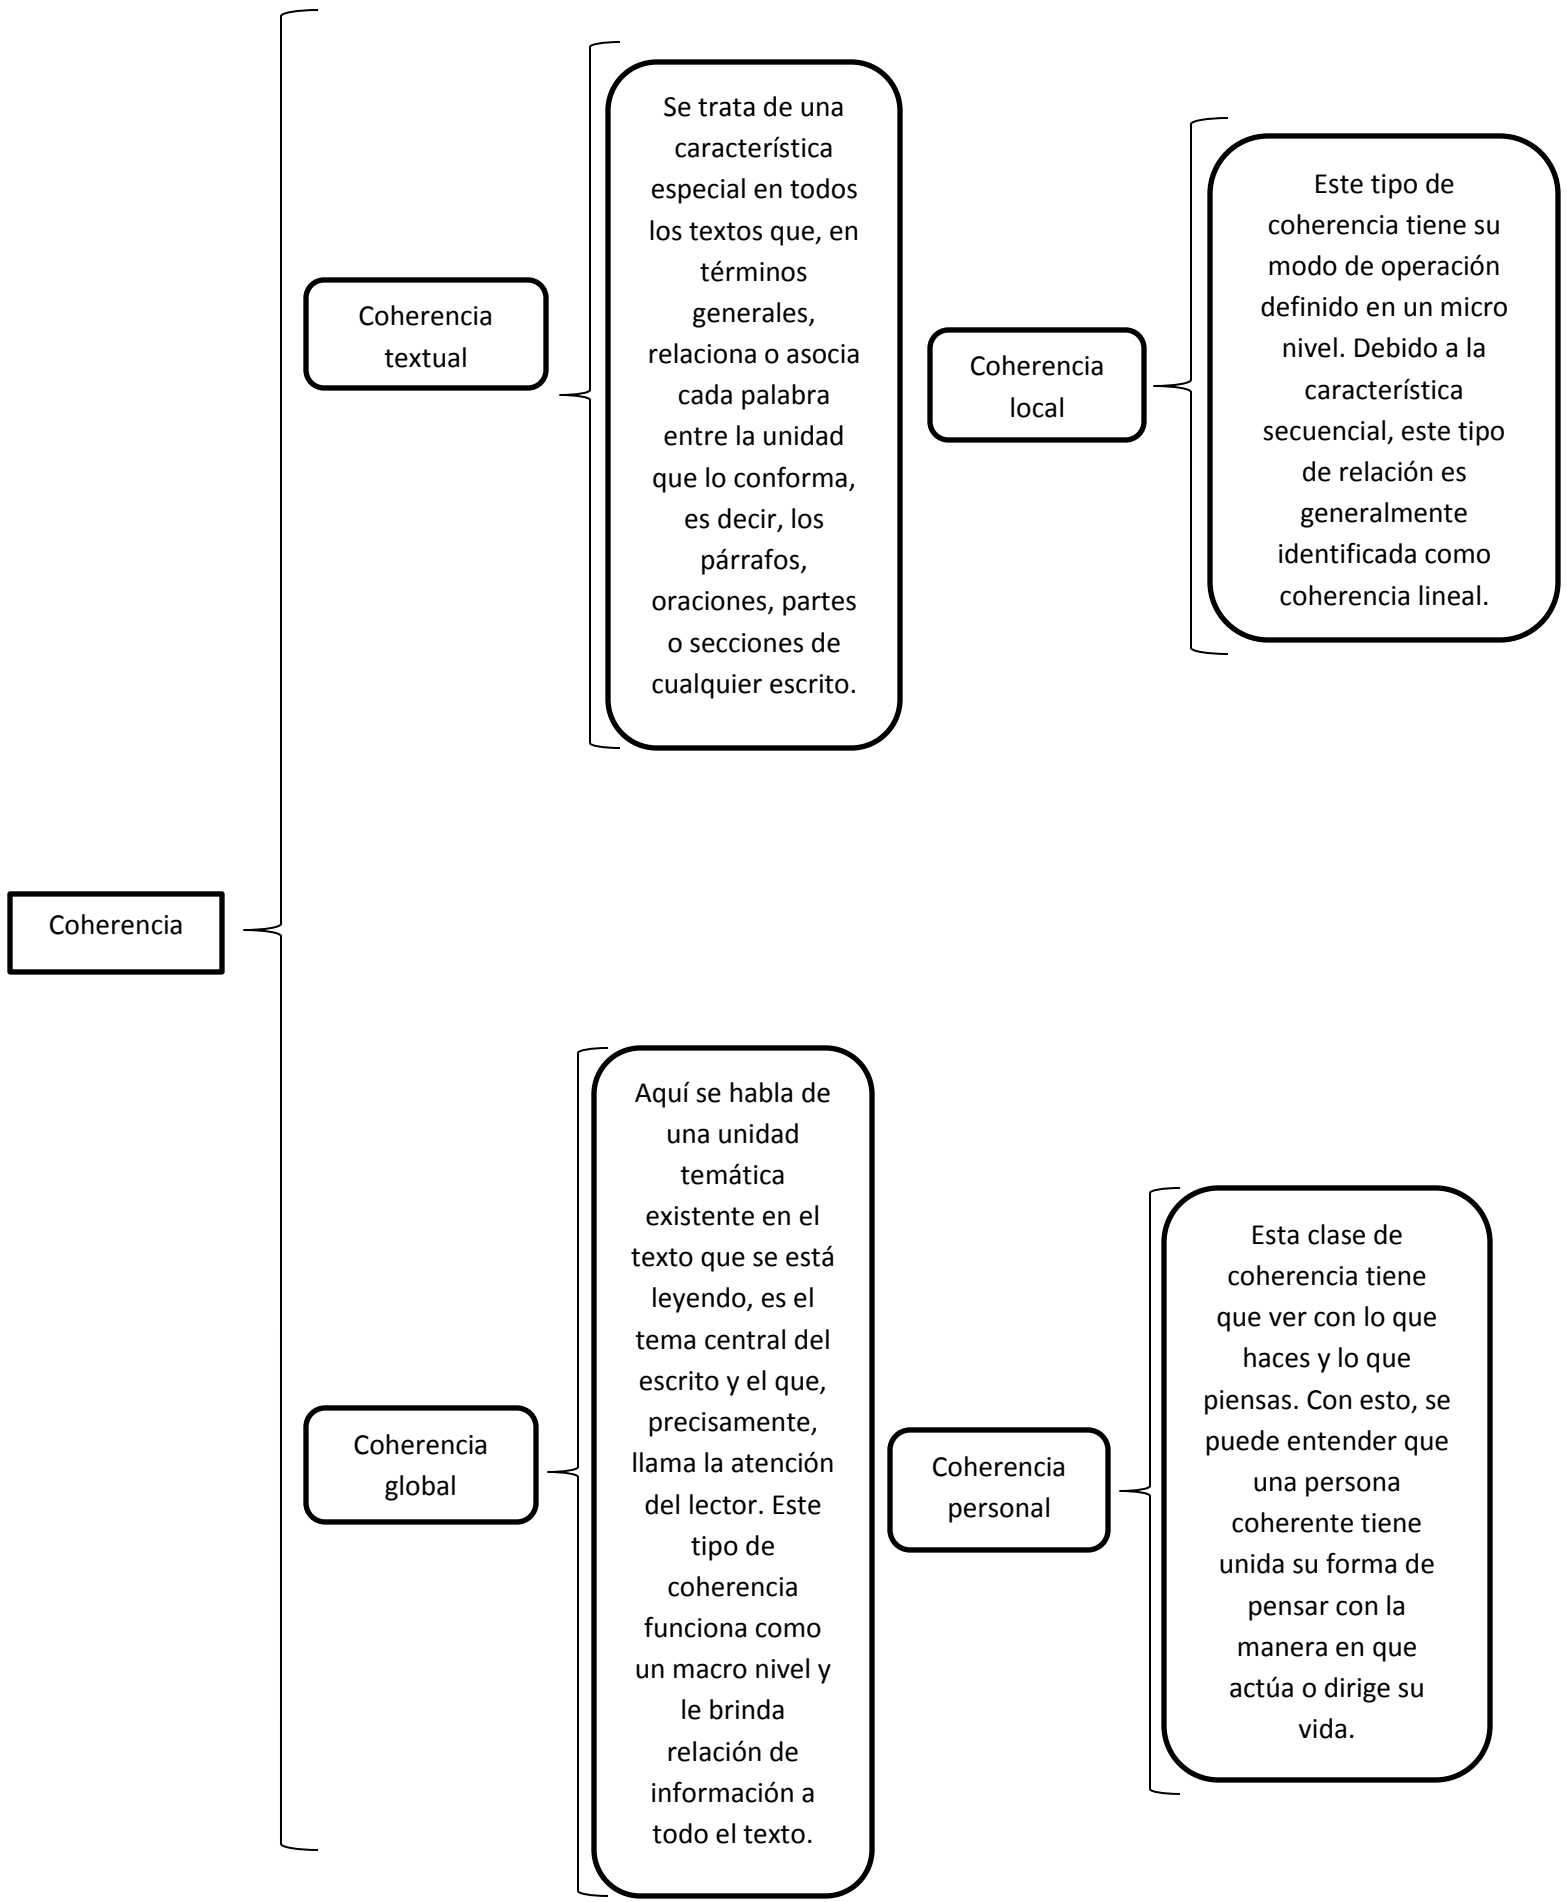 Coherencia
Coherencia
textual
Se trata de una
característica
especial en todos
los textos que, en
términos
generales,
relaciona o asocia
cada palabra
entre la unidad
que lo conforma,
es decir, los
párrafos,
oraciones, partes
o secciones de
cualquier escrito.
Coherencia
local
Este tipo de
coherencia tiene su
modo de operación
definido en un micro
nivel. Debido a la
característica
secuencial, este tipo
de relación es
generalmente
identificada como
coherencia lineal.
Coherencia
global
Aquí se habla de
una unidad
temática
existente en el
texto que se está
leyendo, es el
tema central del
escrito y el que,
precisamente,
llama la atención
del lector. Este
tipo de
coherencia
funciona como
un macro nivel y
le brinda
relación de
información a
todo el texto.
Coherencia
personal
Esta clase de
coherencia tiene
que ver con lo que
haces y lo que
piensas. Con esto, se
puede entender que
una persona
coherente tiene
unida su forma de
pensar con la
manera en que
actúa o dirige su
vida.